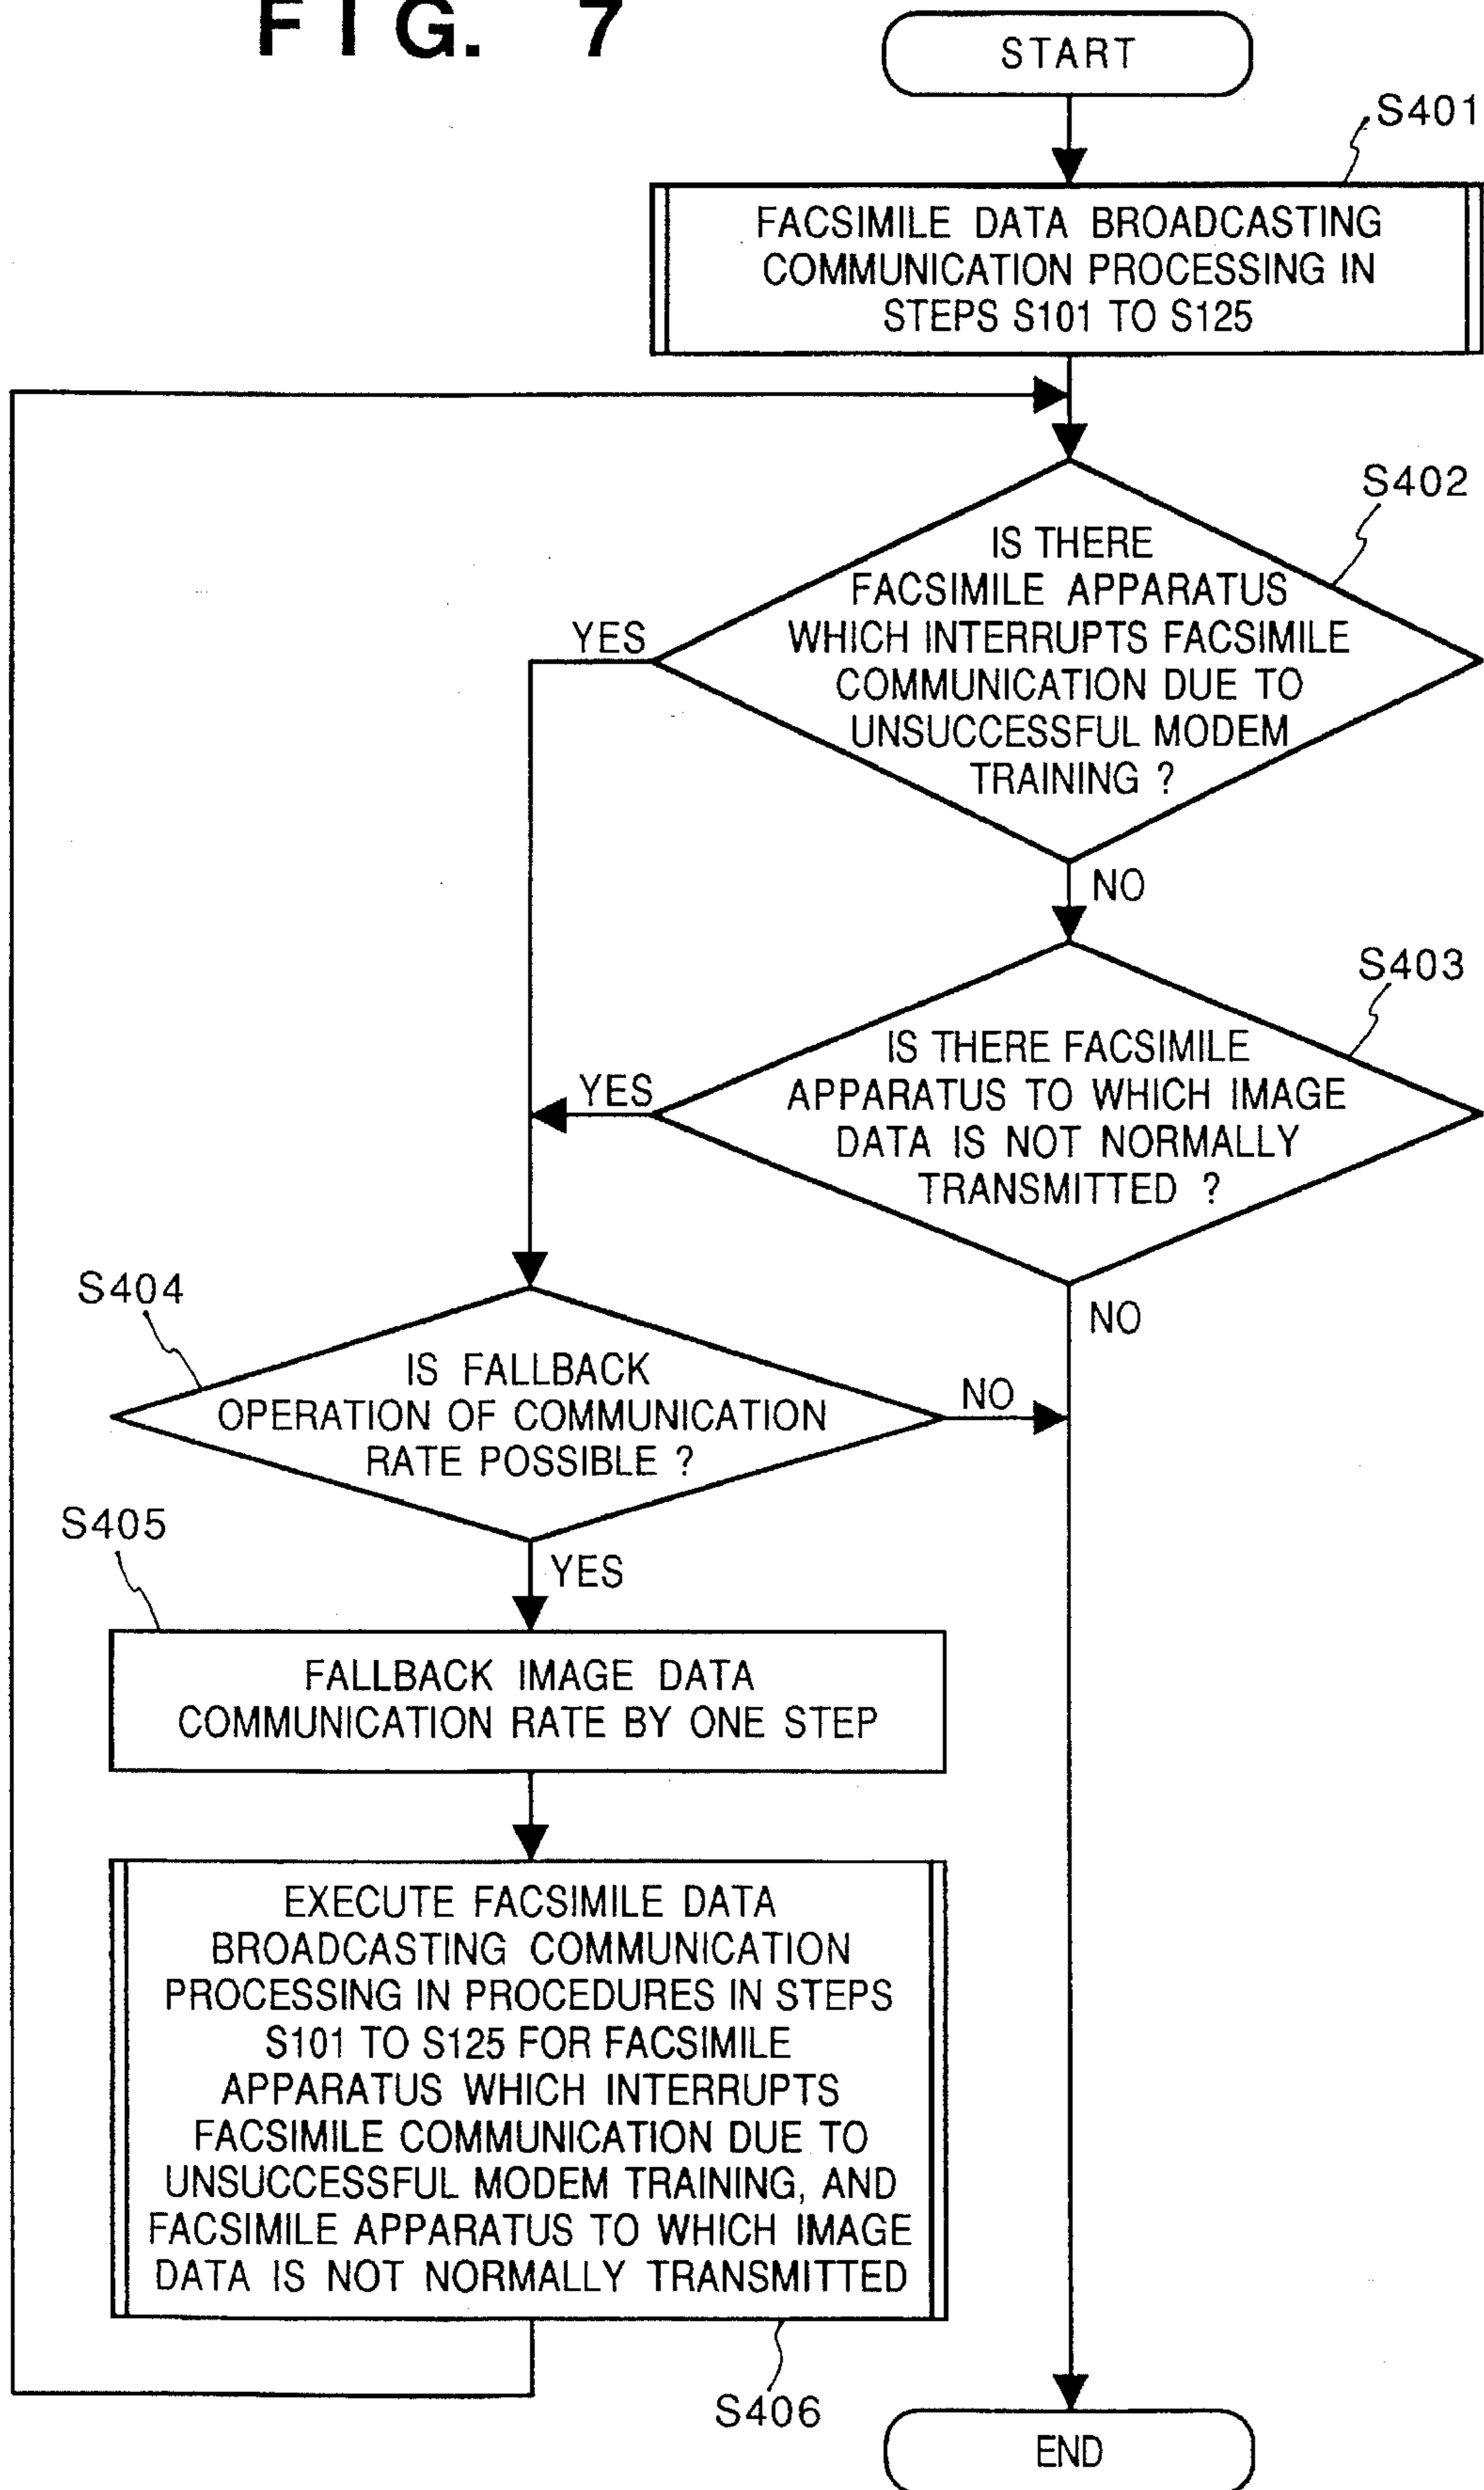 FIG. 7
START
S401
FACSIMILE DATA BROADCASTING
COMMUNICATION PROCESSING IN
STEPS S101 TO S125
S402
IS THERE
FACSIMILE APPARATUS
WHICH INTERRUPTS FACSIMILE
COMMUNICATION DUE TO
UNSUCCESSFUL MODEM
TRAINING ?
YES
NO
S403
IS THERE FACSIMILE
APPARATUS TO WHICH IMAGE
DATA IS NOT NORMALLY
TRANSMITTED ?
YES
NO
S404
IS FALLBACK
OPERATION OF COMMUNICATION
RATE POSSIBLE ?
NO
YES
S405
FALLBACK IMAGE DATA
COMMUNICATION RATE BY ONE STEP
EXECUTE FACSIMILE DATA
BROADCASTING COMMUNICATION
PROCESSING IN PROCEDURES IN STEPS
S101 TO S125 FOR FACSIMILE
APPARATUS WHICH INTERRUPTS
FACSIMILE COMMUNICATION DUE TO
UNSUCCESSFUL MODEM TRAINING, AND
FACSIMILE APPARATUS TO WHICH IMAGE
DATA IS NOT NORMALLY TRANSMITTED
S406
END